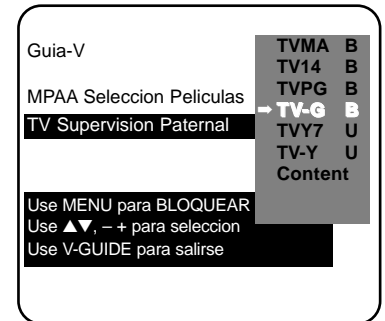 Guia-V
MPAA Seleccion Peliculas
TV Supervision Paternal
TVMA B
TV14 B
TVPG B
➡ TV-G B
TVY7 U
TV-Y U
Content
Use MENU para BLOQUEAR
Use ▲▼, – + para seleccion
Use V-GUIDE para salirse